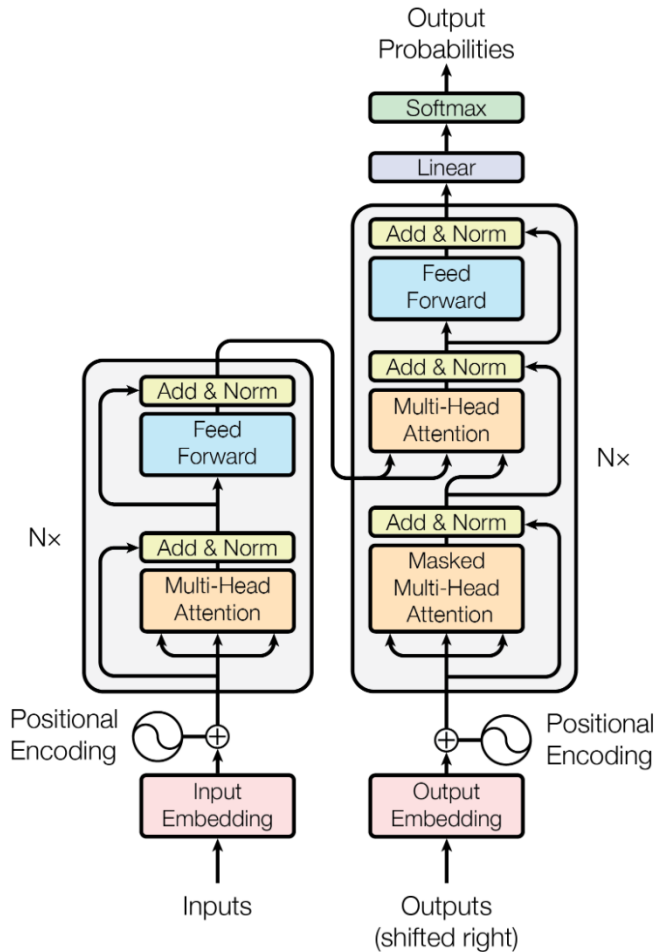 Output
Probabilities
Softmax
Linear
Add & Norm
Feed
Forward
Add & Norm
Multi-Head
Attention
Add & Norm
Masked
Multi-Head
Attention
Nx
Add & Norm
Feed
Forward
Add & Norm
Multi-Head
Attention
Nx
Positional
Encoding
Positional
Encoding
Input
Embedding
Output
Embedding
Inputs
Outputs
(shifted right)